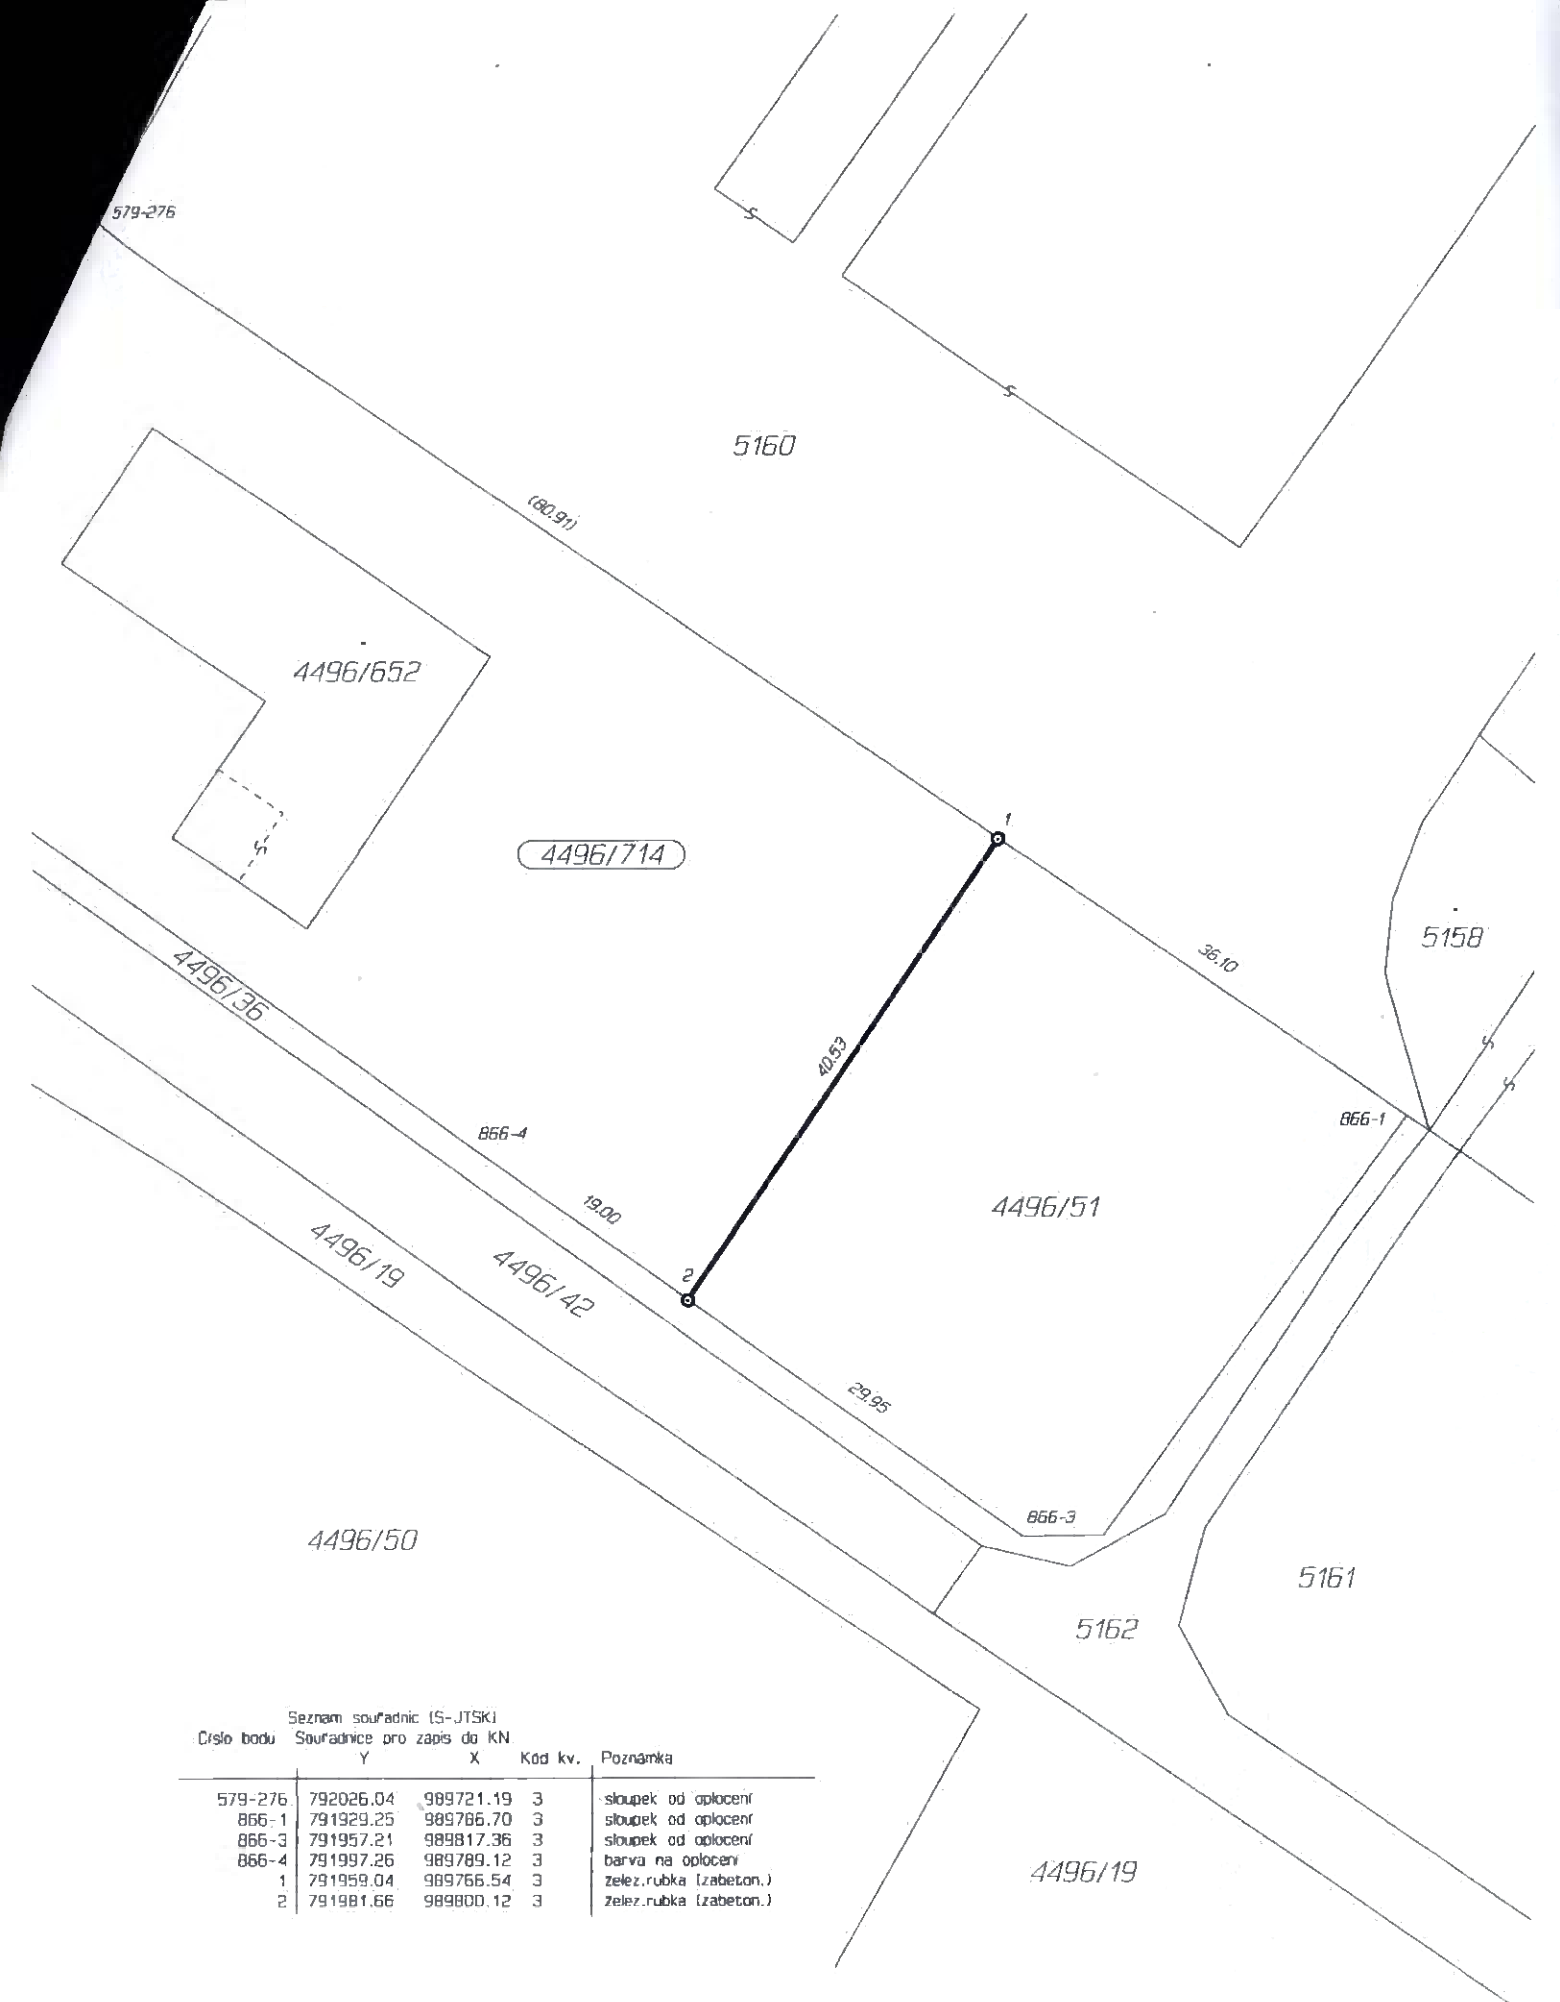 579-276
S
S
5160
(80.91)
4496/652
1
4496/714
5158
36.10
S
4496/36
40.53
S
S
866-1
866-4
4496/51
19.00
4496/19
4496/42
2
29.95
866-3
4496/50
5161
5162
Seznam souřadnic (S-JTSK)
Číslo bodu Souřadnice pro zápis do KN
Y X Kód kv. Poznámka
579-276 792026.04 989721.19 3 sloupek od oplocení
866-1 791929.25 989786.70 3 sloupek od oplocení
866-3 791957.21 989817.36 3 sloupek od oplocení
866-4 791997.26 989789.12 3 barva na oplocení
1 791959.04 989766.54 3 želez.rubka (zabeton.)
2 791981.66 989800.12 3 želez.rubka (zabeton.)
4496/19